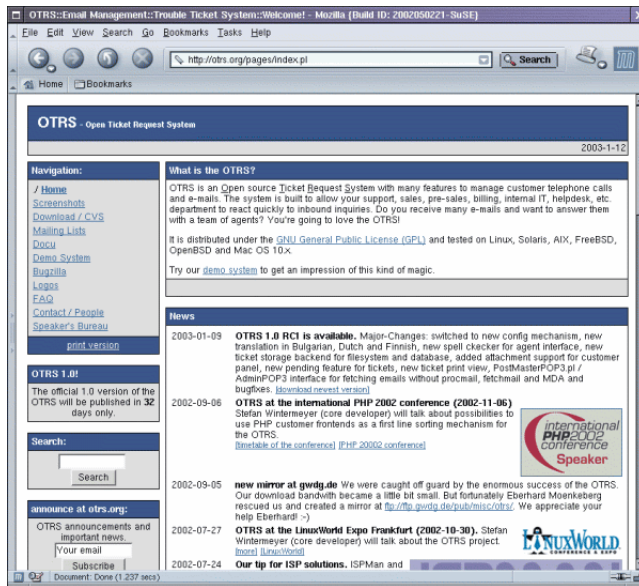 OTRS::Email Management::Trouble Ticket System::Welcome! - Mozilla {Build ID: 2002050221-SuSE}
File Edit View Search Go Bookmarks Tasks Help
http://otrs.org/pages/index.pl
Search
Home Bookmarks
OTRS - Open Ticket Request System
2003-1-12
Navigation:
/ Home
Screenshots
Download / CVS
Mailing Lists
Docu
Demo System
Bugzilla
Logos
FAQ
Contact / People
Speaker's Bureau
print version
OTRS 1.0!
The official 1.0 version of the
OTRS will be published in 32
days only.
Search:
Search
announce at otrs.org:
OTRS announcements and
important news.
Your email
Subscribe
What is the OTRS?
OTRS is an Open source Ticket Request System with many features to manage customer telephone calls
and e-mails. The system is built to allow your support, sales, pre-sales, billing, internal IT, helpdesk, etc.
department to react quickly to inbound inquiries. Do you receive many e-mails and want to answer them
with a team of agents? You're going to love the OTRS!
It is distributed under the GNU General Public License (GPL) and tested on Linux, Solaris, AIX, FreeBSD,
OpenBSD and Mac OS 10.x.
Try our demo system to get an impression of this kind of magic.
News
2003-01-09 OTRS 1.0 RC1 is available. Major-Changes: switched to new config mechanism, new
translation in Bulgarian, Dutch and Finnish, new spell ckecker for agent interface, new
ticket storage backend for filesystem and database, added attachment support for customer
panel, new pending feature for tickets, new ticket print view, PostMasterPOP3.pl /
AdminPOP3 interface for fetching emails without procmail, fetchmail and MDA and
bugfixes. [download newest version]
2002-09-06 OTRS at the international PHP 2002 conference (2002-11-06)
Stefan Wintermeyer (core developer) will talk about possibilities to
use PHP customer frontends as a first line sorting mechanism for
the OTRS.
[timetable of the conference] [PHP 20002 conference]
international
PHP2002
conference
Speaker
2002-09-05 new mirror at gwdg.de We were caught off guard by the enormous success of the OTRS.
Our download bandwith became a little bit small. But fortunately Eberhard Moenkeberg
rescued us and created a mirror at ftp://ftp.gwdg.de/pub/misc/otrs/. We appreciate your
help Eberhard! :-)
2002-07-27 OTRS at the LinuxWorld Expo Frankfurt (2002-10-30). Stefan
Wintermeyer (core developer) will talk about the OTRS project.
[more] [LinuxWorld]
LINUXWORLD
CONFERENCE & EXPO
2002-07-24 Our tip for ISP solutions. ISPMan and
Document: Done (1.237 secs)